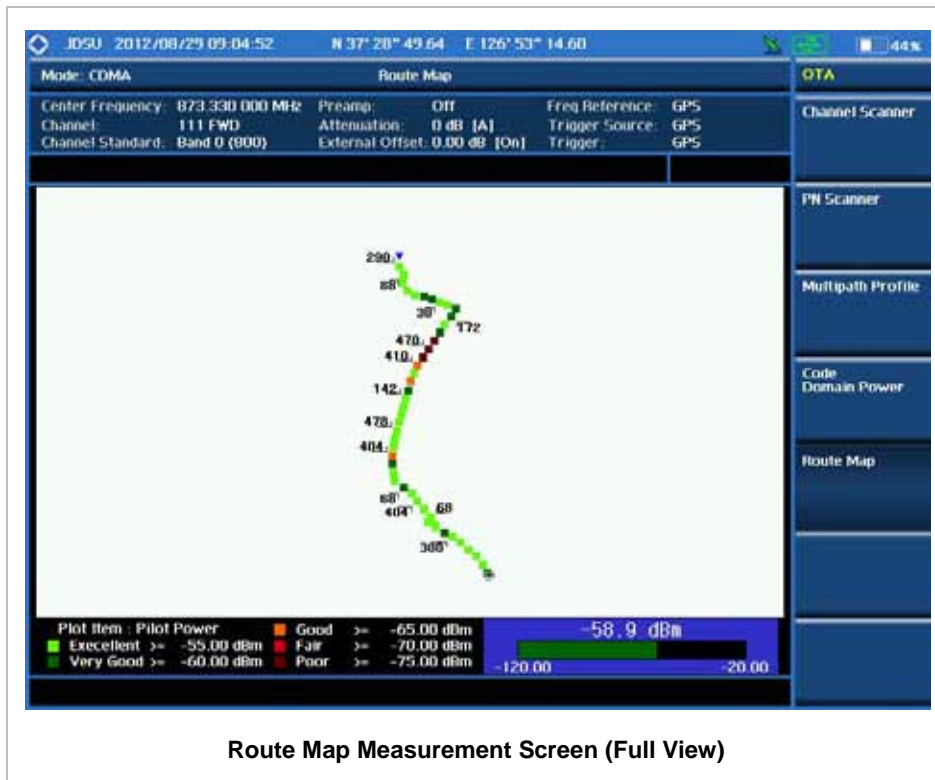 JDSU 2012/08/29 09:04:52 N 37° 28" 49.64 E 126° 53" 14.60 44%
Mode: CDMA Route Map OTA
Center Frequency: 873.330 000 MHz Preamp: Off Freq Reference: GPS
Channel: 111 FWD Attenuation: 0 dB [A] Trigger Source: GPS
Channel Standard: Band 0 (800) External Offset: 0.00 dB [On] Trigger: GPS
Channel Scanner
PN Scanner
Multipath Profile
Code
Domain Power
Route Map
290
88
30
172
470
410
142
478
404
68
404
68
300
Plot Item : Pilot Power
Execellent >= -55.00 dBm
Very Good >= -60.00 dBm
Good >= -65.00 dBm
Fair >= -70.00 dBm
Poor >= -75.00 dBm
-58.9 dBm
-120.00 -20.00
Route Map Measurement Screen (Full View)